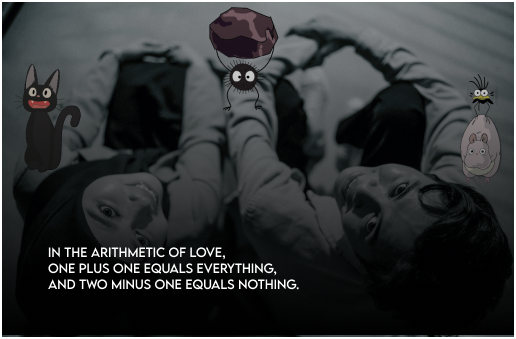 IN THE ARITHMETIC OF LOVE,
ONE PLUS ONE EQUALS EVERYTHING,
AND TWO MINUS ONE EQUALS NOTHING.